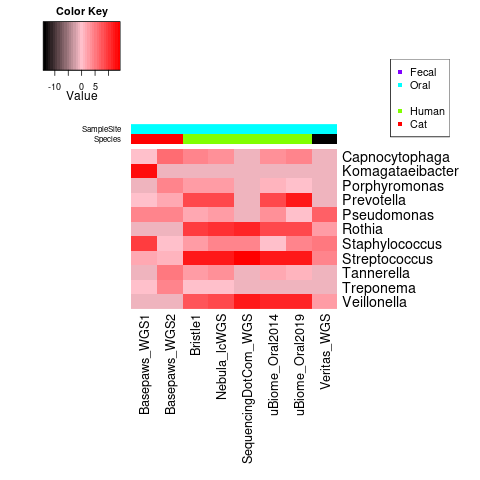 Color Key
-10 0 5
Value
Fecal
Oral
Human
Cat
SampleSite
Species
Capnocytophaga
Komagataeibacter
Porphyromonas
Prevotella
Pseudomonas
Rothia
Staphylococcus
Streptococcus
Tannerella
Treponema
Veillonella
Basepaws_WGS1
Basepaws_WGS2
Bristle1
Nebula_lcWGS
SequencingDotCom_WGS
uBiome_Oral2014
uBiome_Oral2019
Veritas_WGS